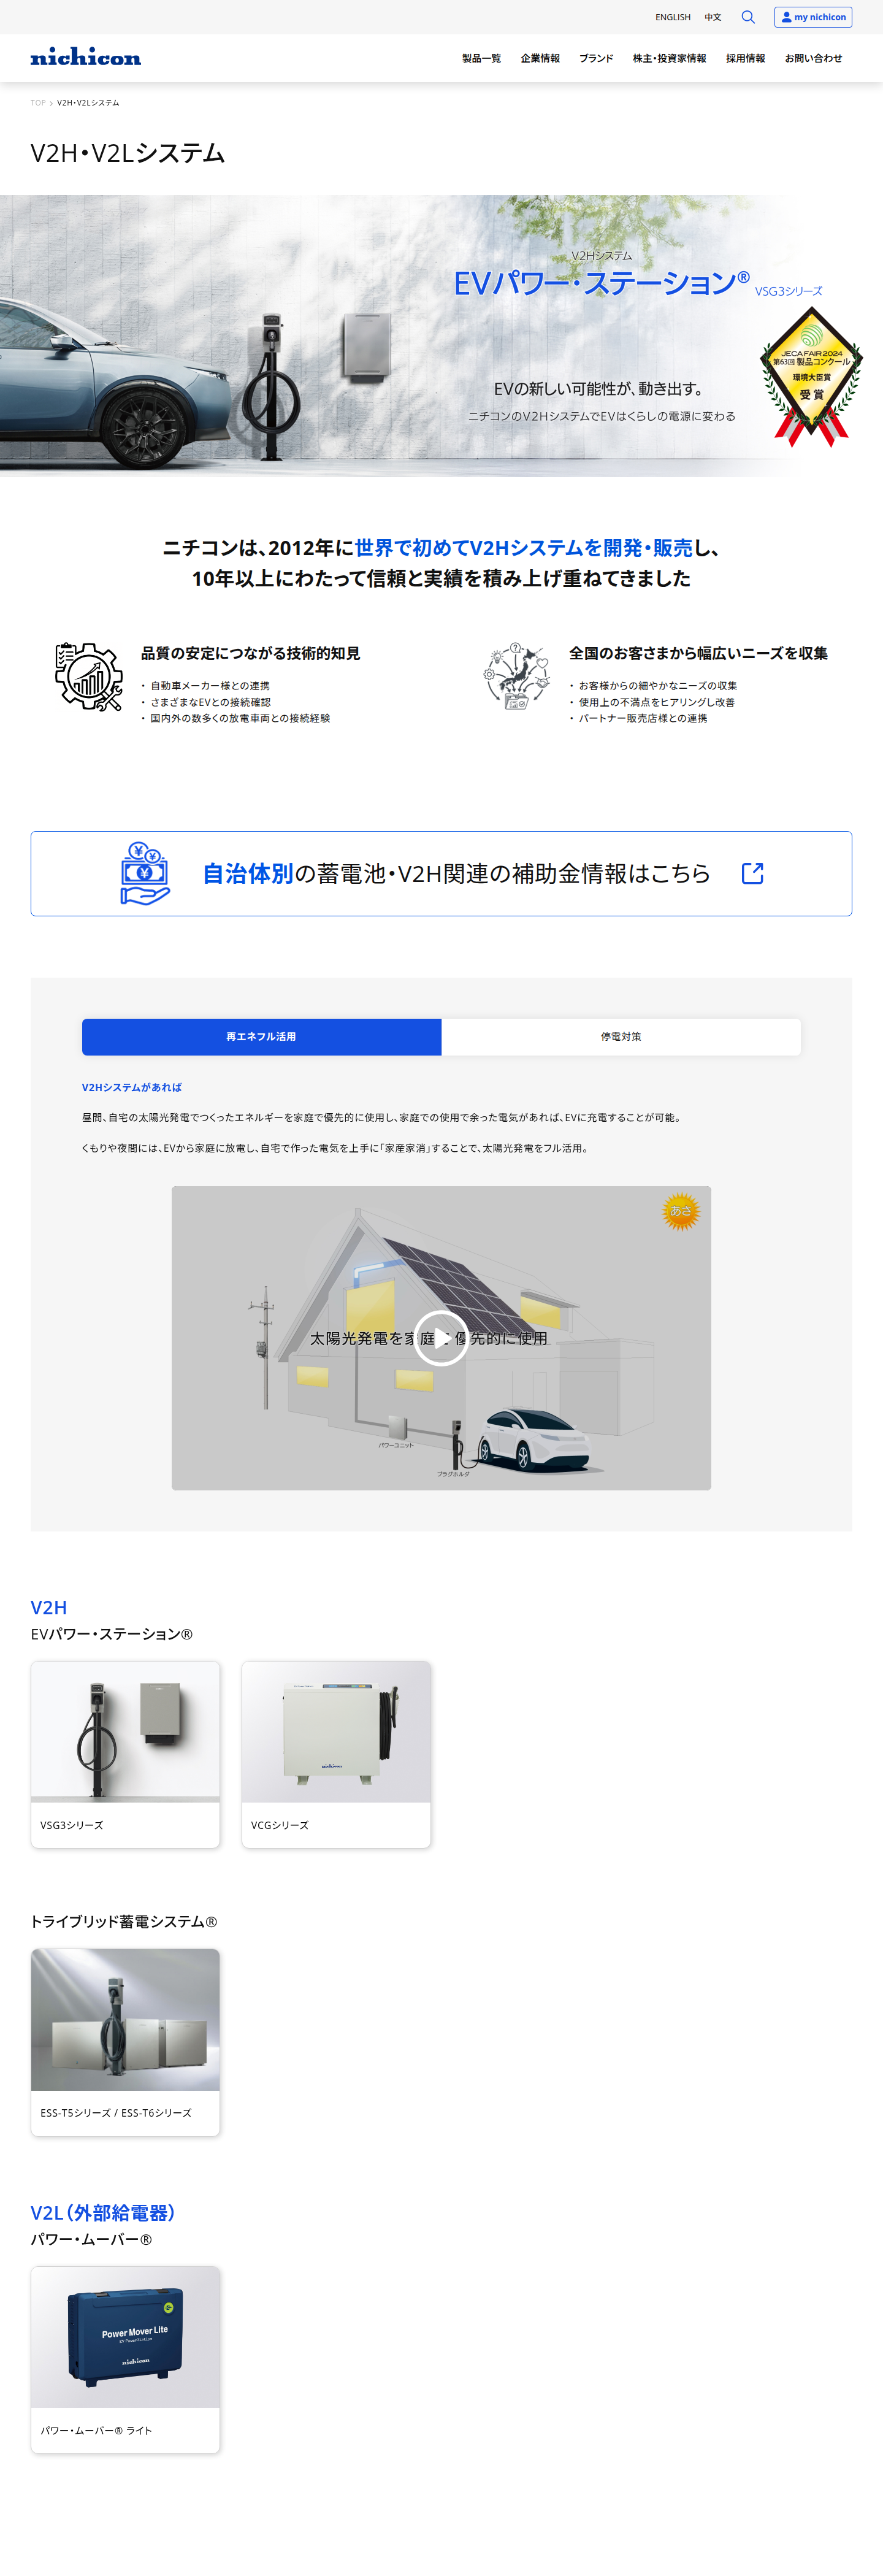 ENGLISH 中文 my nichicon
nichicon
製品一覧 企業情報 ブランド 株主・投資家情報 採用情報 お問い合わせ
TOP V2H・V2Lシステム
V2H・V2Lシステム
V2Hシステム
EVパワー・ステーション® VSG3シリーズ
JECA FAIR 2024
第63回 製品コンクール
環境大臣賞
受賞
EVの新しい可能性が、動き出す。
ニチコンのV2HシステムでEVはくらしの電源に変わる
ニチコンは、2012年に世界で初めてV2Hシステムを開発・販売し、
10年以上にわたって信頼と実績を積み上げ重ねてきました
品質の安定につながる技術的知見
・ 自動車メーカー様との連携
・ さまざまなEVとの接続確認
・ 国内外の数多くの放電車両との接続経験
全国のお客さまから幅広いニーズを収集
・ お客様からの細やかなニーズの収集
・ 使用上の不満点をヒアリングし改善
・ パートナー販売店様との連携
自治体別の蓄電池・V2H関連の補助金情報はこちら
再エネフル活用 停電対策
V2Hシステムがあれば
昼間、自宅の太陽光発電でつくったエネルギーを家庭で優先的に使用し、家庭での使用で余った電気があれば、EVに充電することが可能。
くもりや夜間には、EVから家庭に放電し、自宅で作った電気を上手に「家産家消」することで、太陽光発電をフル活用。
あさ
太陽光発電を家庭 優先的に使用
パワーユニット
プラグホルダ
V2H
EVパワー・ステーション®
nichicon
VSG3シリーズ VCGシリーズ
トライブリッド蓄電システム®
ESS-T5シリーズ / ESS-T6シリーズ
V2L（外部給電器）
パワー・ムーバー®
Power Mover Lite
EV Power Station
nichicon
パワー・ムーバー® ライト